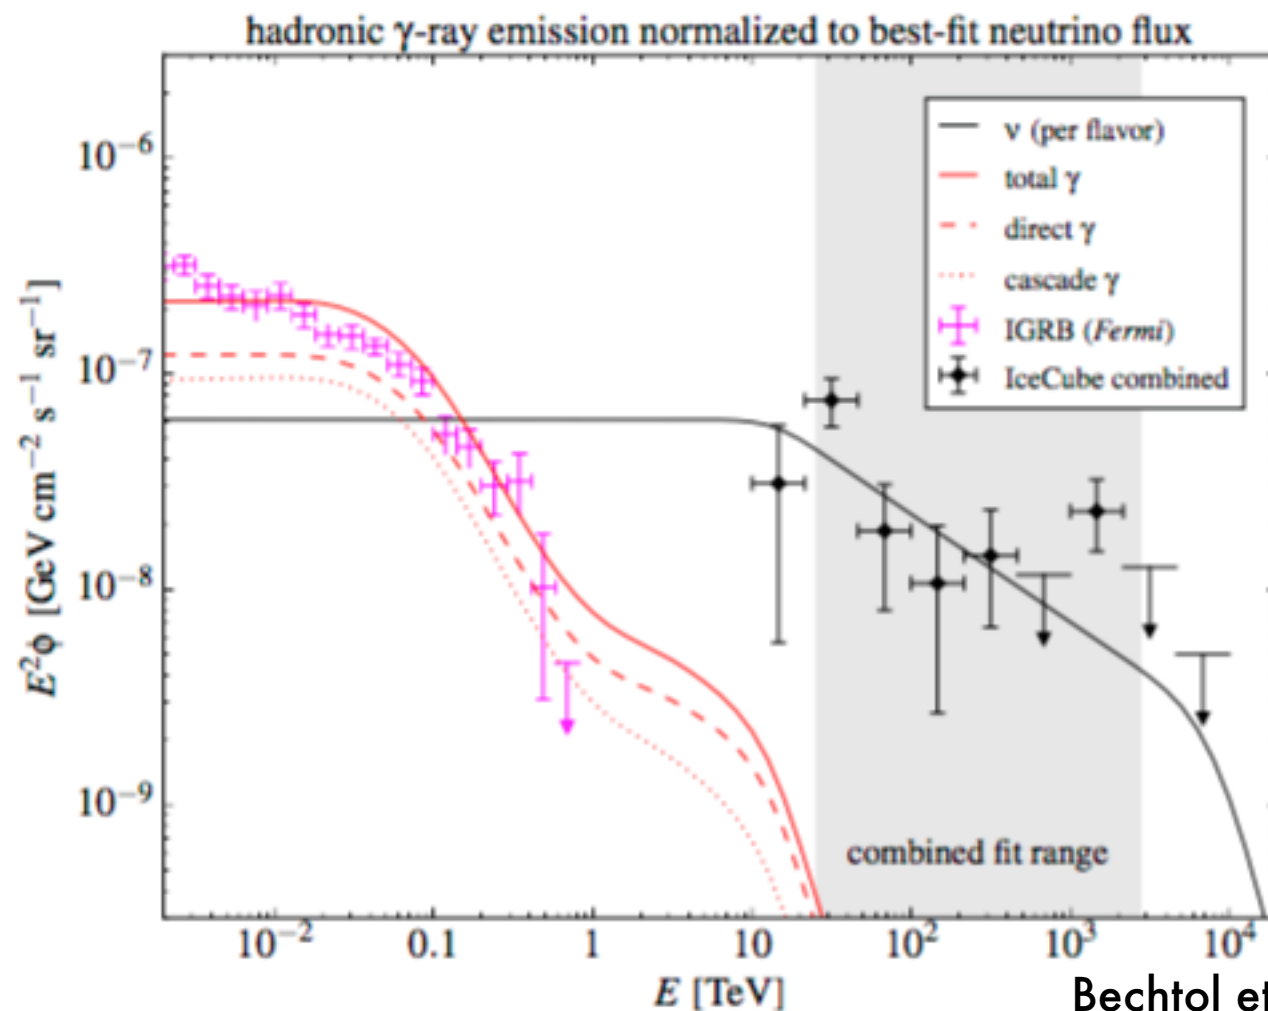 hadronic γ-ray emission normalized to best-fit neutrino flux
10⁻⁶
10⁻⁷
10⁻⁸
10⁻⁹
E²ϕ [GeV cm⁻² s⁻¹ sr⁻¹]
ν (per flavor)
total γ
direct γ
cascade γ
IGRB (Fermi)
IceCube combined
combined fit range
10⁻² 0.1 1 10 10² 10³ 10⁴
E [TeV]
Bechtol et